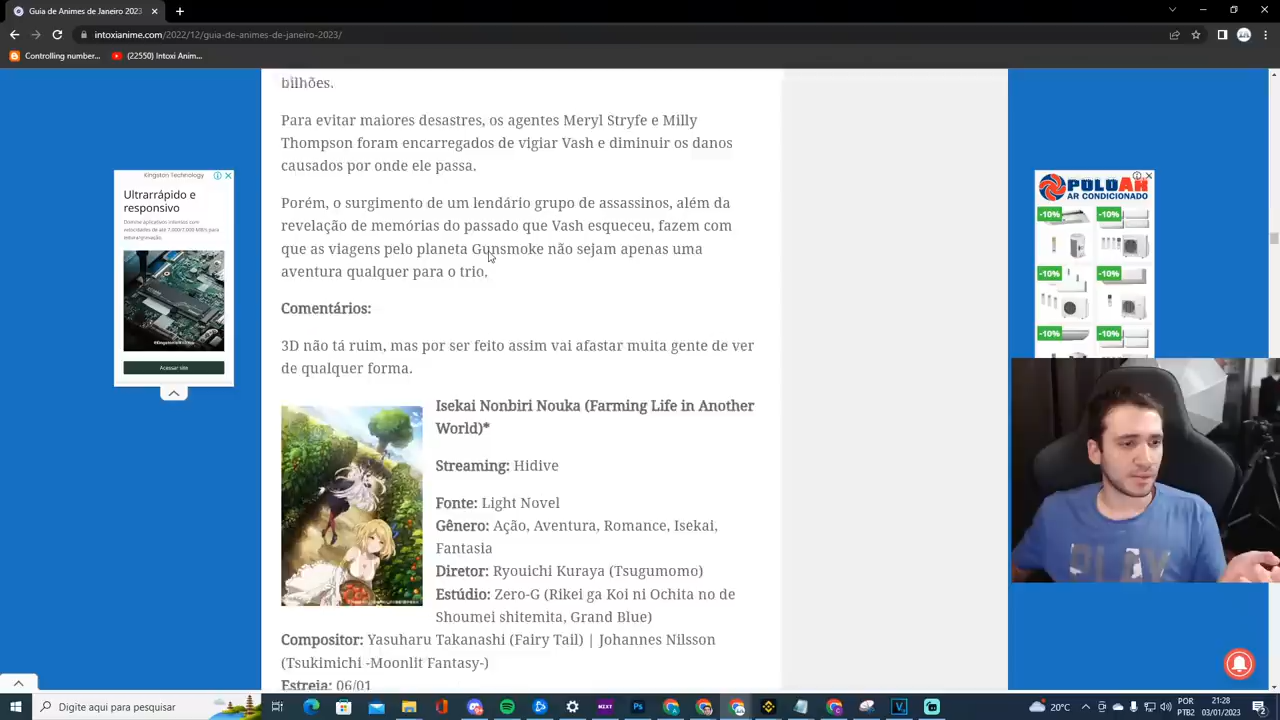 Guia de Animes de Janeiro 2023
intoxianime.com/2022/12/guia-de-animes-de-janeiro-2023/
Controlling number...
(22550) Intoxi Anim...
bilhões.
Para evitar maiores desastres, os agentes Meryl Stryfe e Milly
Thompson foram encarregados de vigiar Vash e diminuir os danos
causados por onde ele passa.
Porém, o surgimento de um lendário grupo de assassinos, além da
revelação de memórias do passado que Vash esqueceu, fazem com
que as viagens pelo planeta Gunsmoke não sejam apenas uma
aventura qualquer para o trio.
Comentários:
3D não tá ruim, mas por ser feito assim vai afastar muita gente de ver
de qualquer forma.
Isekai Nonbiri Nouka (Farming Life in Another
World)*
Streaming: Hidive
Fonte: Light Novel
Gênero: Ação, Aventura, Romance, Isekai,
Fantasia
Diretor: Ryouichi Kuraya (Tsugumomo)
Estúdio: Zero-G (Rikei ga Koi ni Ochita no de
Shoumei shitemita, Grand Blue)
Compositor: Yasuharu Takanashi (Fairy Tail) | Johannes Nilsson
(Tsukimichi -Moonlit Fantasy-)
Estreia: 06/01
Kingston Technology
Ultrarrápido e
responsivo
Acessar site
POLOAR
AR CONDICIONADO
-10%
-10%
-10%
-10%
-10%
-10%
Digite aqui para pesquisar
NXT
20°C
POR
21:28
03/01/2023